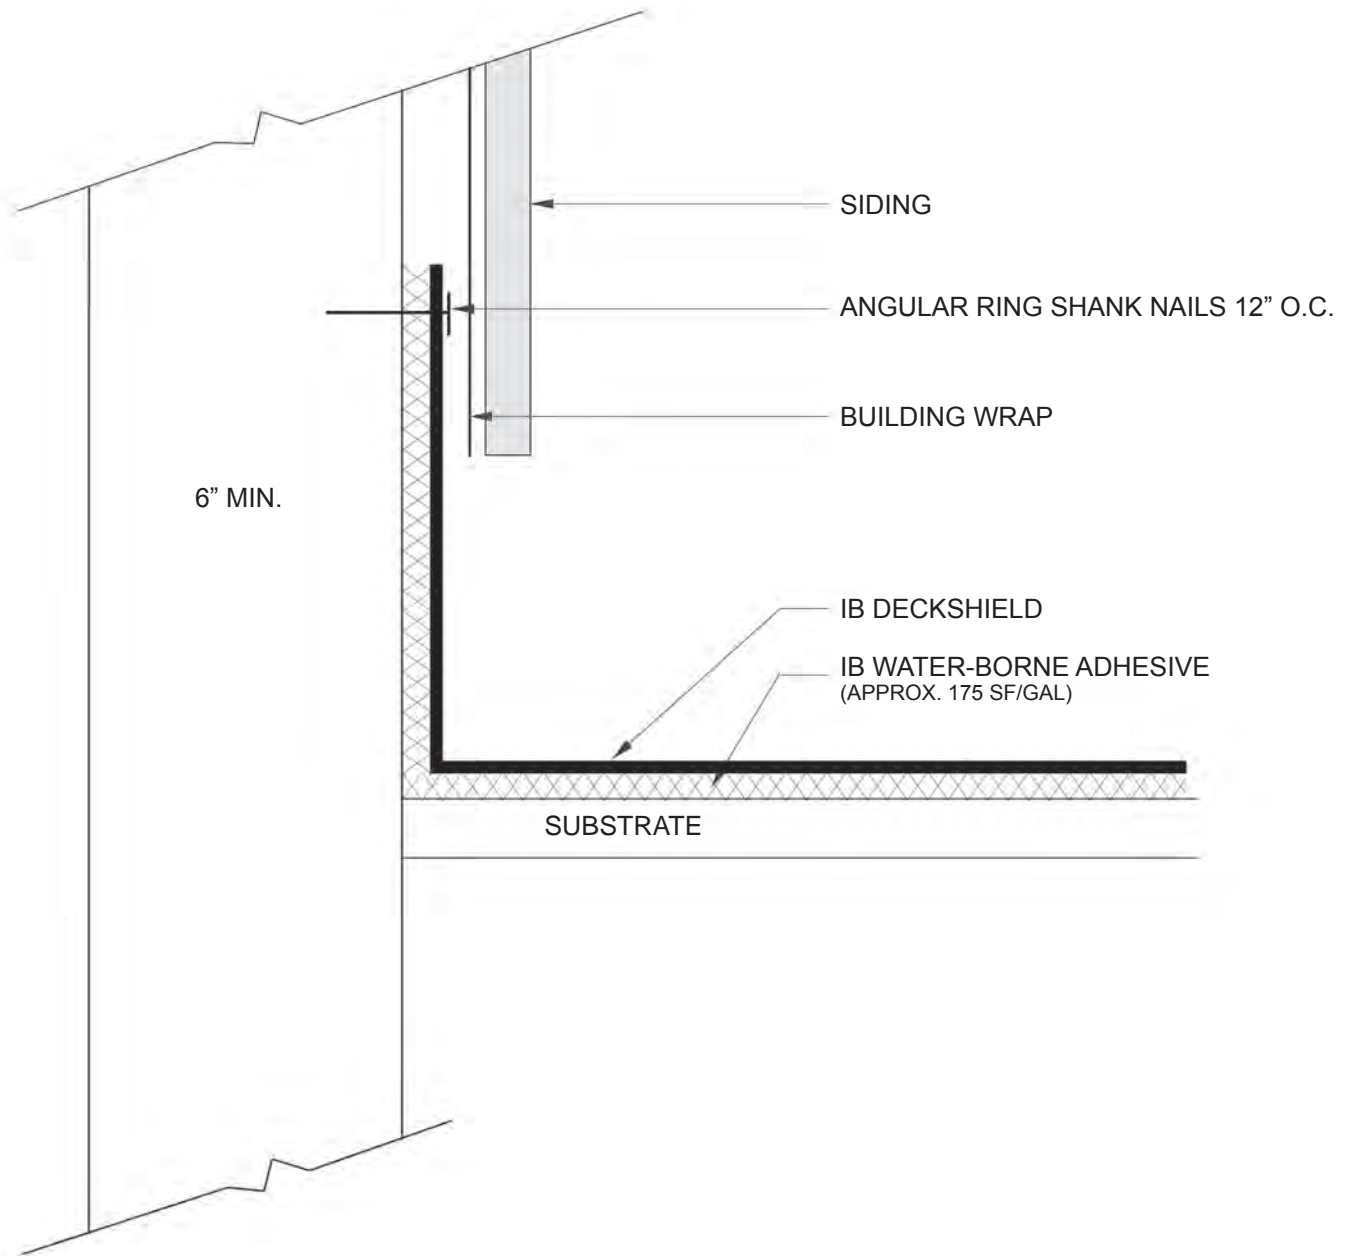 SIDING
ANGULAR RING SHANK NAILS 12” O.C.
BUILDING WRAP
6” MIN.
IB DECKSHIELD
IB WATER-BORNE ADHESIVE
(APPROX. 175 SF/GAL)
SUBSTRATE